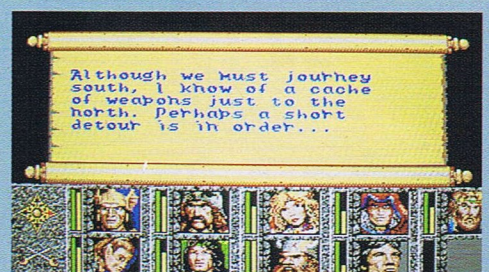 Although we must journey
south, I know of a cache
of weapons just to the
north. Perhaps a short
detour is in order...